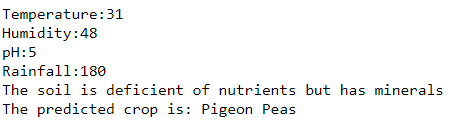 Temperature:31
Humidity:48
pH:5
Rainfall:180
The soil is deficient of nutrients but has minerals
The predicted crop is: Pigeon Peas